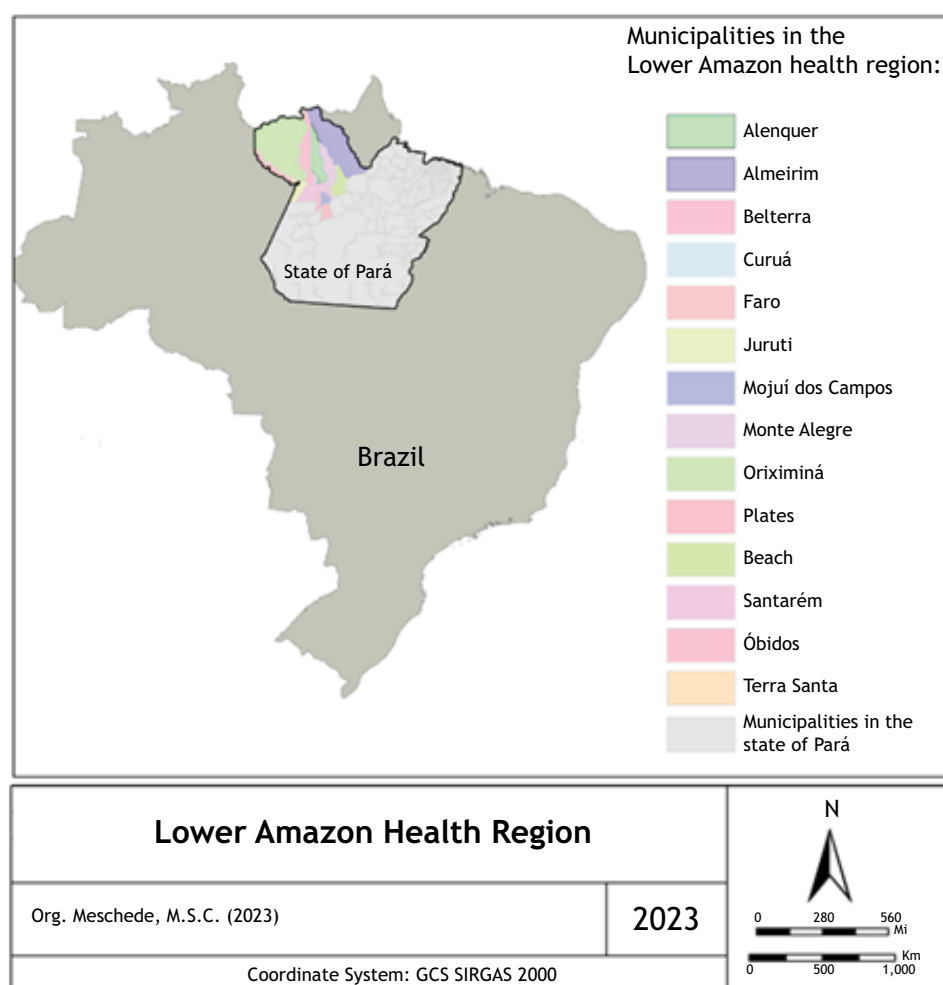 Municipalities in the
Lower Amazon health region:
Alenquer
Almeirim
Belterra
Curuá
Faro
Juruti
Mojuí dos Campos
Monte Alegre
Oriximiná
Plates
Beach
Santarém
Óbidos
Terra Santa
Municipalities in the
state of Pará
State of Pará
Brazil
Lower Amazon Health Region
Org. Meschede, M.S.C. (2023)
2023
Coordinate System: GCS SIRGAS 2000
N
0 280 560
Mi
Km
0 500 1,000